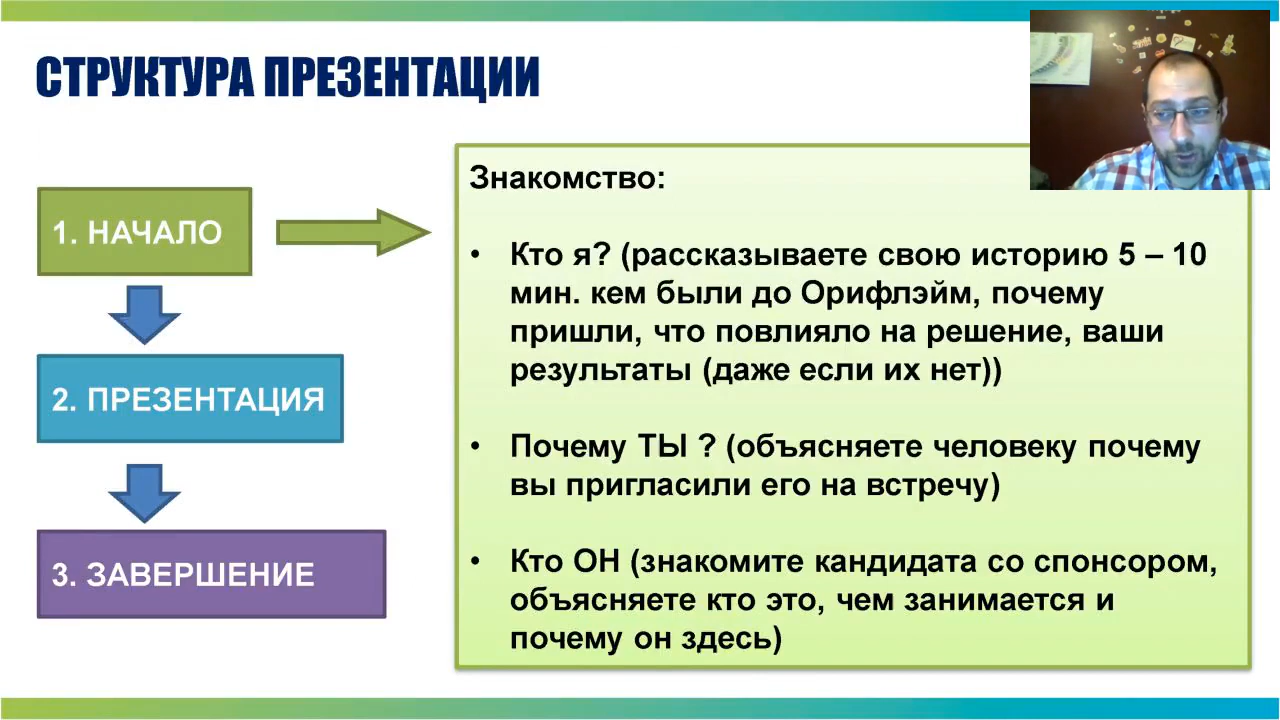 СТРУКТУРА ПРЕЗЕНТАЦИИ
1. НАЧАЛО
2. ПРЕЗЕНТАЦИЯ
3. ЗАВЕРШЕНИЕ
Знакомство:
• Кто я? (рассказываете свою историю 5 – 10
мин. кем были до Орифлэйм, почему
пришли, что повлияло на решение, ваши
результаты (даже если их нет))
• Почему ТЫ ? (объясняете человеку почему
вы пригласили его на встречу)
• Кто ОН (знакомите кандидата со спонсором,
объясняете кто это, чем занимается и
почему он здесь)